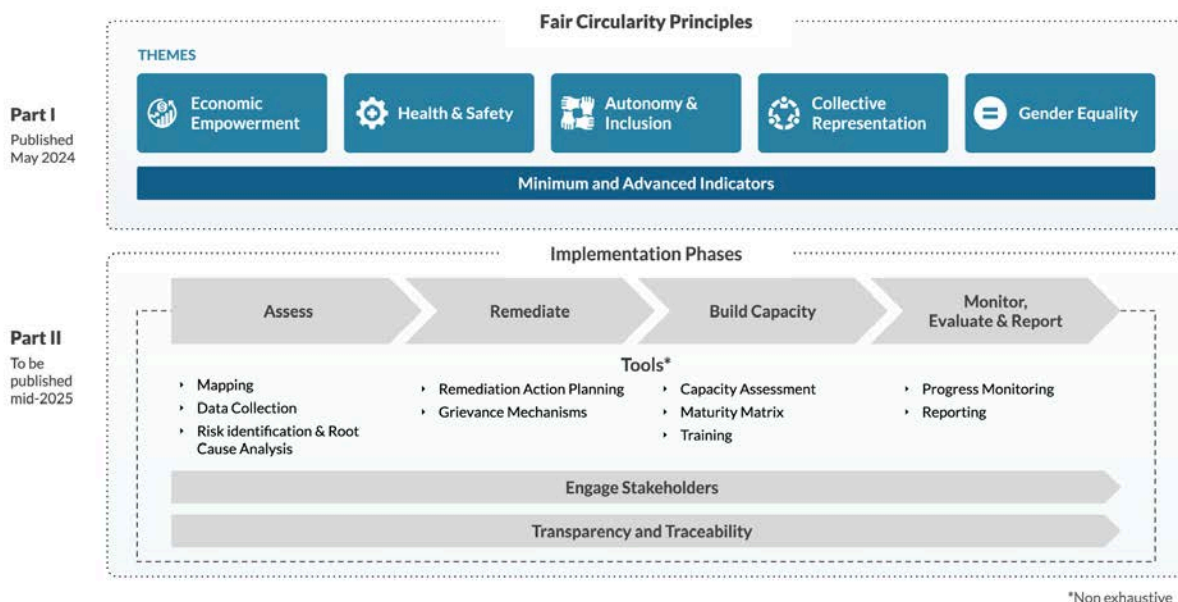 Fair Circularity Principles
THEMES
Part I
Published
May 2024
Economic
Empowerment
Health & Safety
Autonomy &
Inclusion
Collective
Representation
Gender Equality
Minimum and Advanced Indicators
Implementation Phases
Part II
To be
published
mid-2025
Assess
Remediate
Build Capacity
Monitor,
Evaluate & Report
Tools*
‣ Mapping
‣ Data Collection
‣ Risk identification & Root
Cause Analysis
‣ Remediation Action Planning
‣ Grievance Mechanisms
‣ Capacity Assessment
‣ Maturity Matrix
‣ Training
‣ Progress Monitoring
‣ Reporting
Engage Stakeholders
Transparency and Traceability
*Non exhaustive